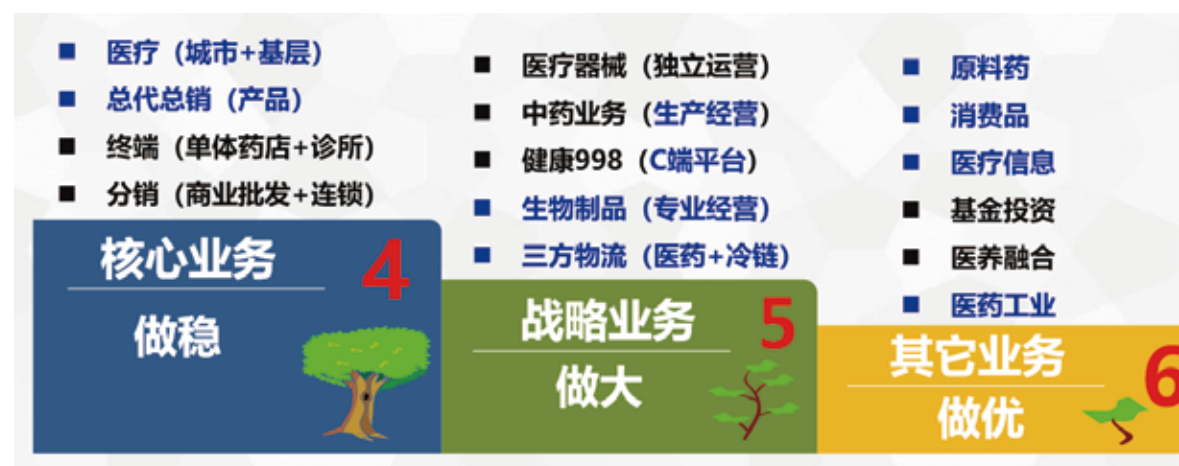 医疗（城市+基层）
总代总销（产品）
终端（单体药店+诊所）
分销（商业批发+连锁）
核心业务
4
做稳
医疗器械（独立运营）
中药业务（生产经营）
健康998（C端平台）
生物制品（专业经营）
三方物流（医药+冷链）
战略业务
5
做大
原料药
消费品
医疗信息
基金投资
医养融合
医药工业
其它业务
6
做优